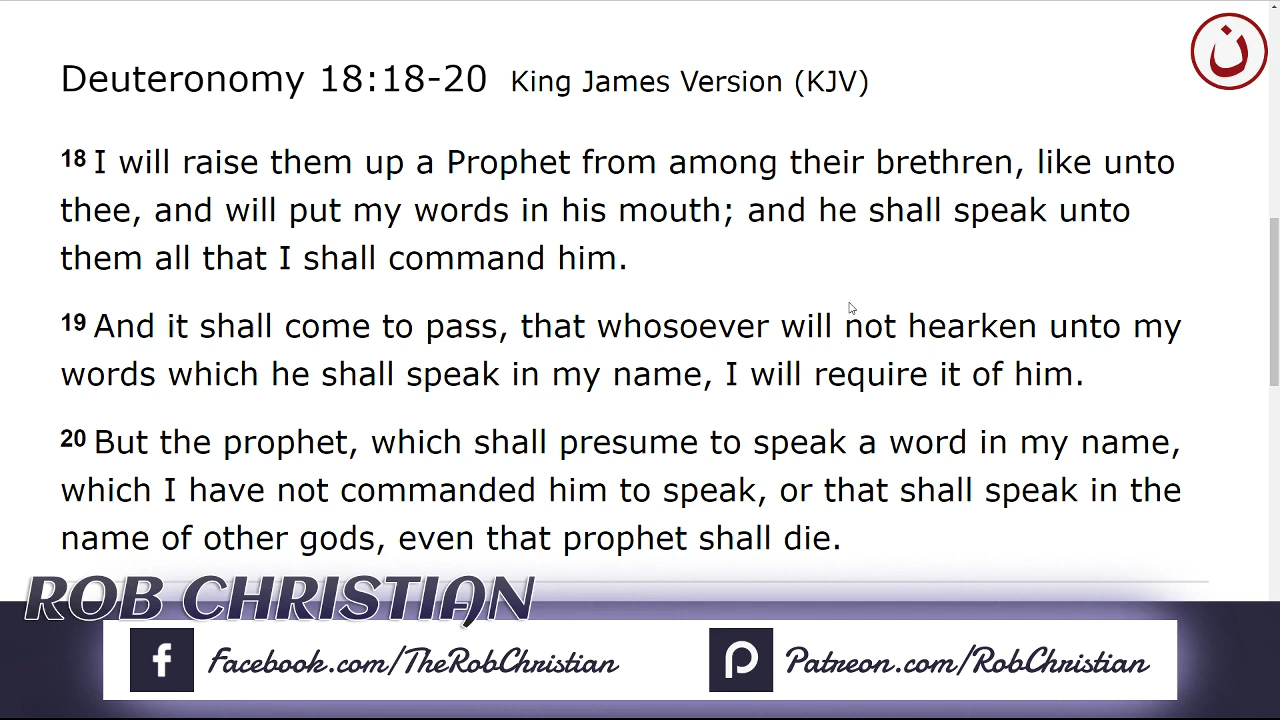 ن
Deuteronomy 18:18-20 King James Version (KJV)
18 I will raise them up a Prophet from among their brethren, like unto
thee, and will put my words in his mouth; and he shall speak unto
them all that I shall command him.
19 And it shall come to pass, that whosoever will not hearken unto my
words which he shall speak in my name, I will require it of him.
20 But the prophet, which shall presume to speak a word in my name,
which I have not commanded him to speak, or that shall speak in the
name of other gods, even that prophet shall die.
ROB CHRISTIAN
Facebook.com/TheRobChristian
Patreon.com/RobChristian